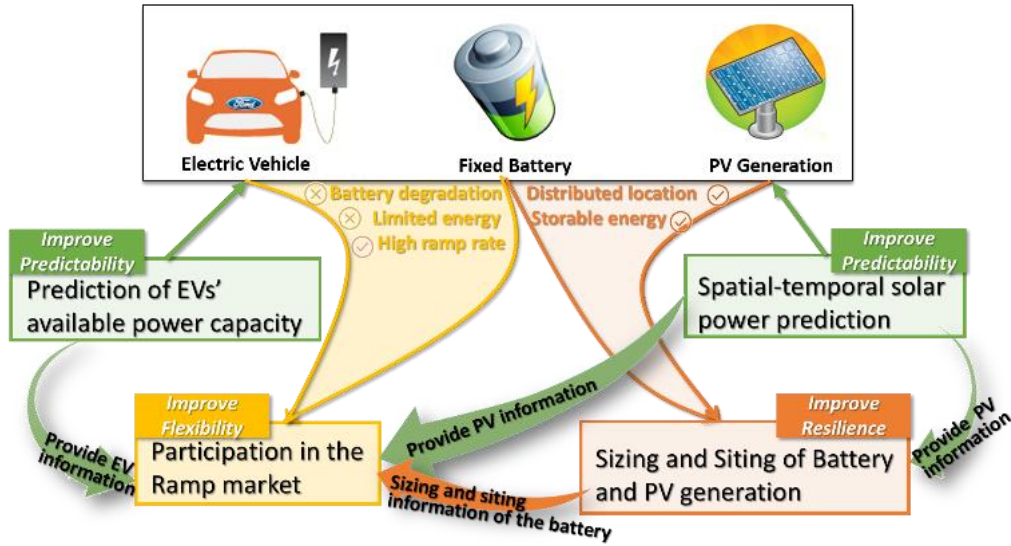 Ford
Electric Vehicle
Fixed Battery
PV Generation
Battery degradation
Limited energy
High ramp rate
Distributed location
Storable energy
Improve
Predictability
Prediction of EVs'
available power capacity
Improve
Predictability
Spatial-temporal solar
power prediction
Provide EV
information
Improve
Flexibility
Participation in the
Ramp market
Provide PV information
Sizing and siting
information of the battery
Improve
Resilience
Sizing and Siting of Battery
and PV generation
Provide PV
information